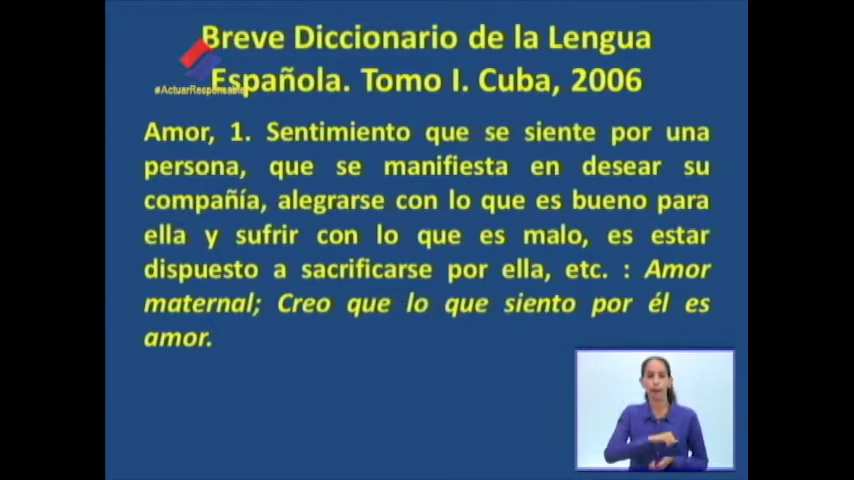 Breve Diccionario de la Lengua
Española. Tomo I. Cuba, 2006
#ActuarResponsable
Amor, 1. Sentimiento que se siente por una
persona, que se manifiesta en desear su
compañía, alegrarse con lo que es bueno para
ella y sufrir con lo que es malo, es estar
dispuesto a sacrificarse por ella, etc. : Amor
maternal; Creo que lo que siento por él es
amor.